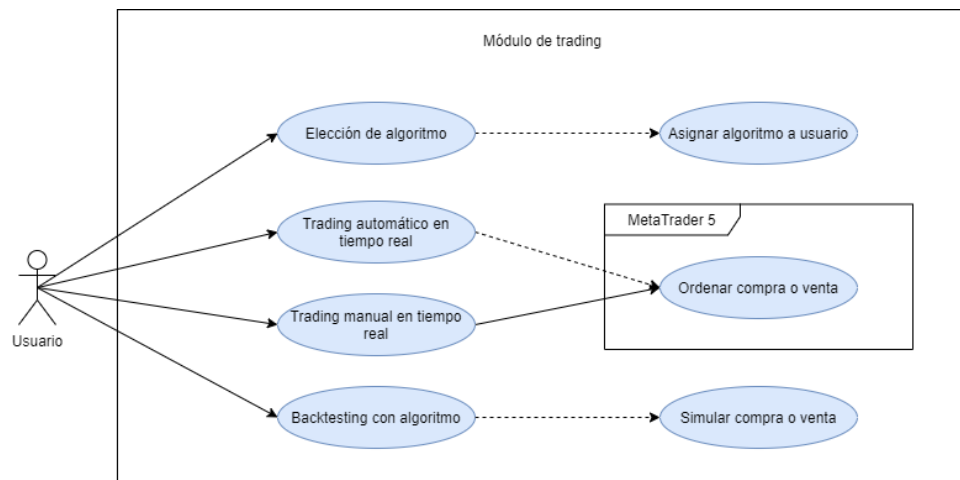 Módulo de trading
Elección de algoritmo
Asignar algoritmo a usuario
Trading automático en
tiempo real
MetaTrader 5
Ordenar compra o venta
Trading manual en tiempo
real
Usuario
Backtesting con algoritmo
Simular compra o venta